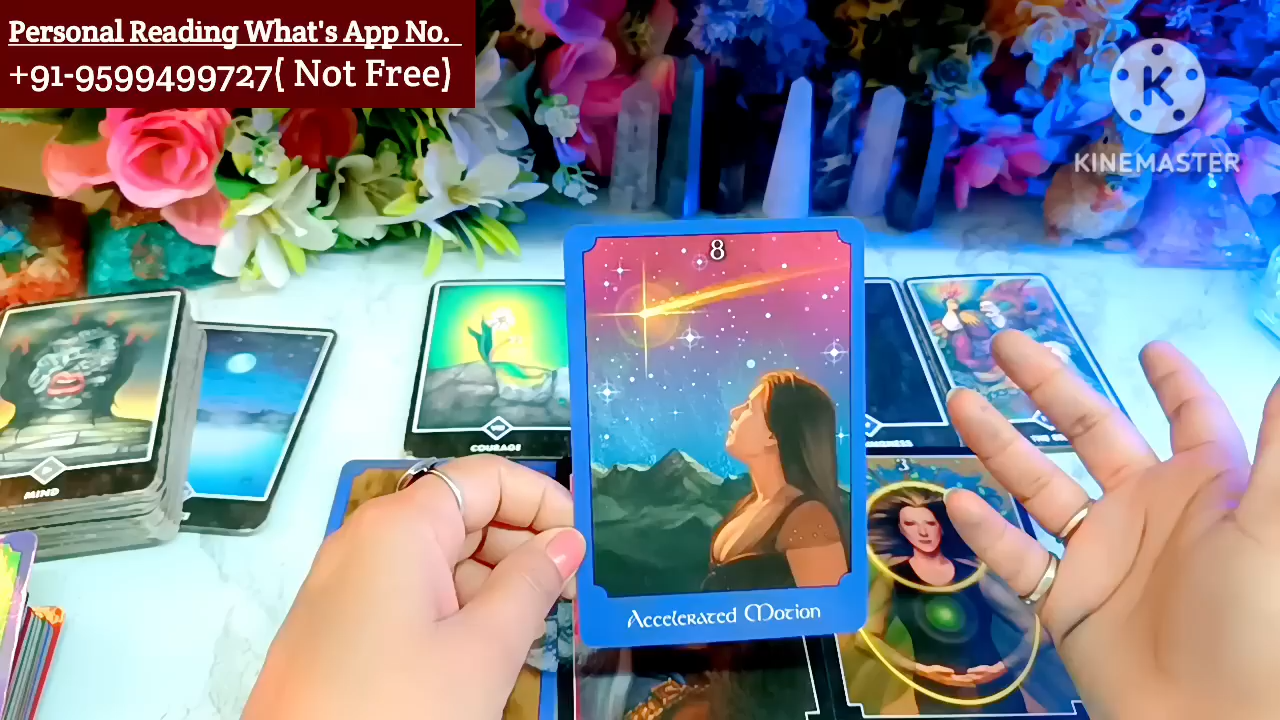 Personal Reading What's App No.
+91-9599499727( Not Free)
KINEMASTER
8
COURAGE
MIND
3
Accelerated Motion